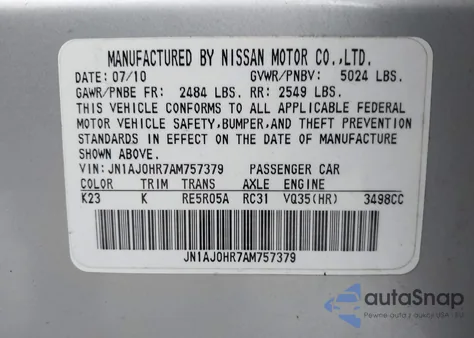 MANUFACTURED BY NISSAN MOTOR CO.,LTD.
DATE: 07/10 GVWR/PNBV: 5024 LBS.
GAWR/PNBE FR: 2484 LBS. RR: 2549 LBS.
THIS VEHICLE CONFORMS TO ALL APPLICABLE FEDERAL
MOTOR VEHICLE SAFETY,BUMPER,AND THEFT PREVENTION
STANDARDS IN EFFECT ON THE DATE OF MANUFACTURE
SHOWN ABOVE.
VIN: JN1AJ0HR7AM757379 PASSENGER CAR
COLOR TRIM TRANS AXLE ENGINE
K23 K RE5R05A RC31 VQ35(HR) 3498CC
JN1AJ0HR7AM757379
autoSnap